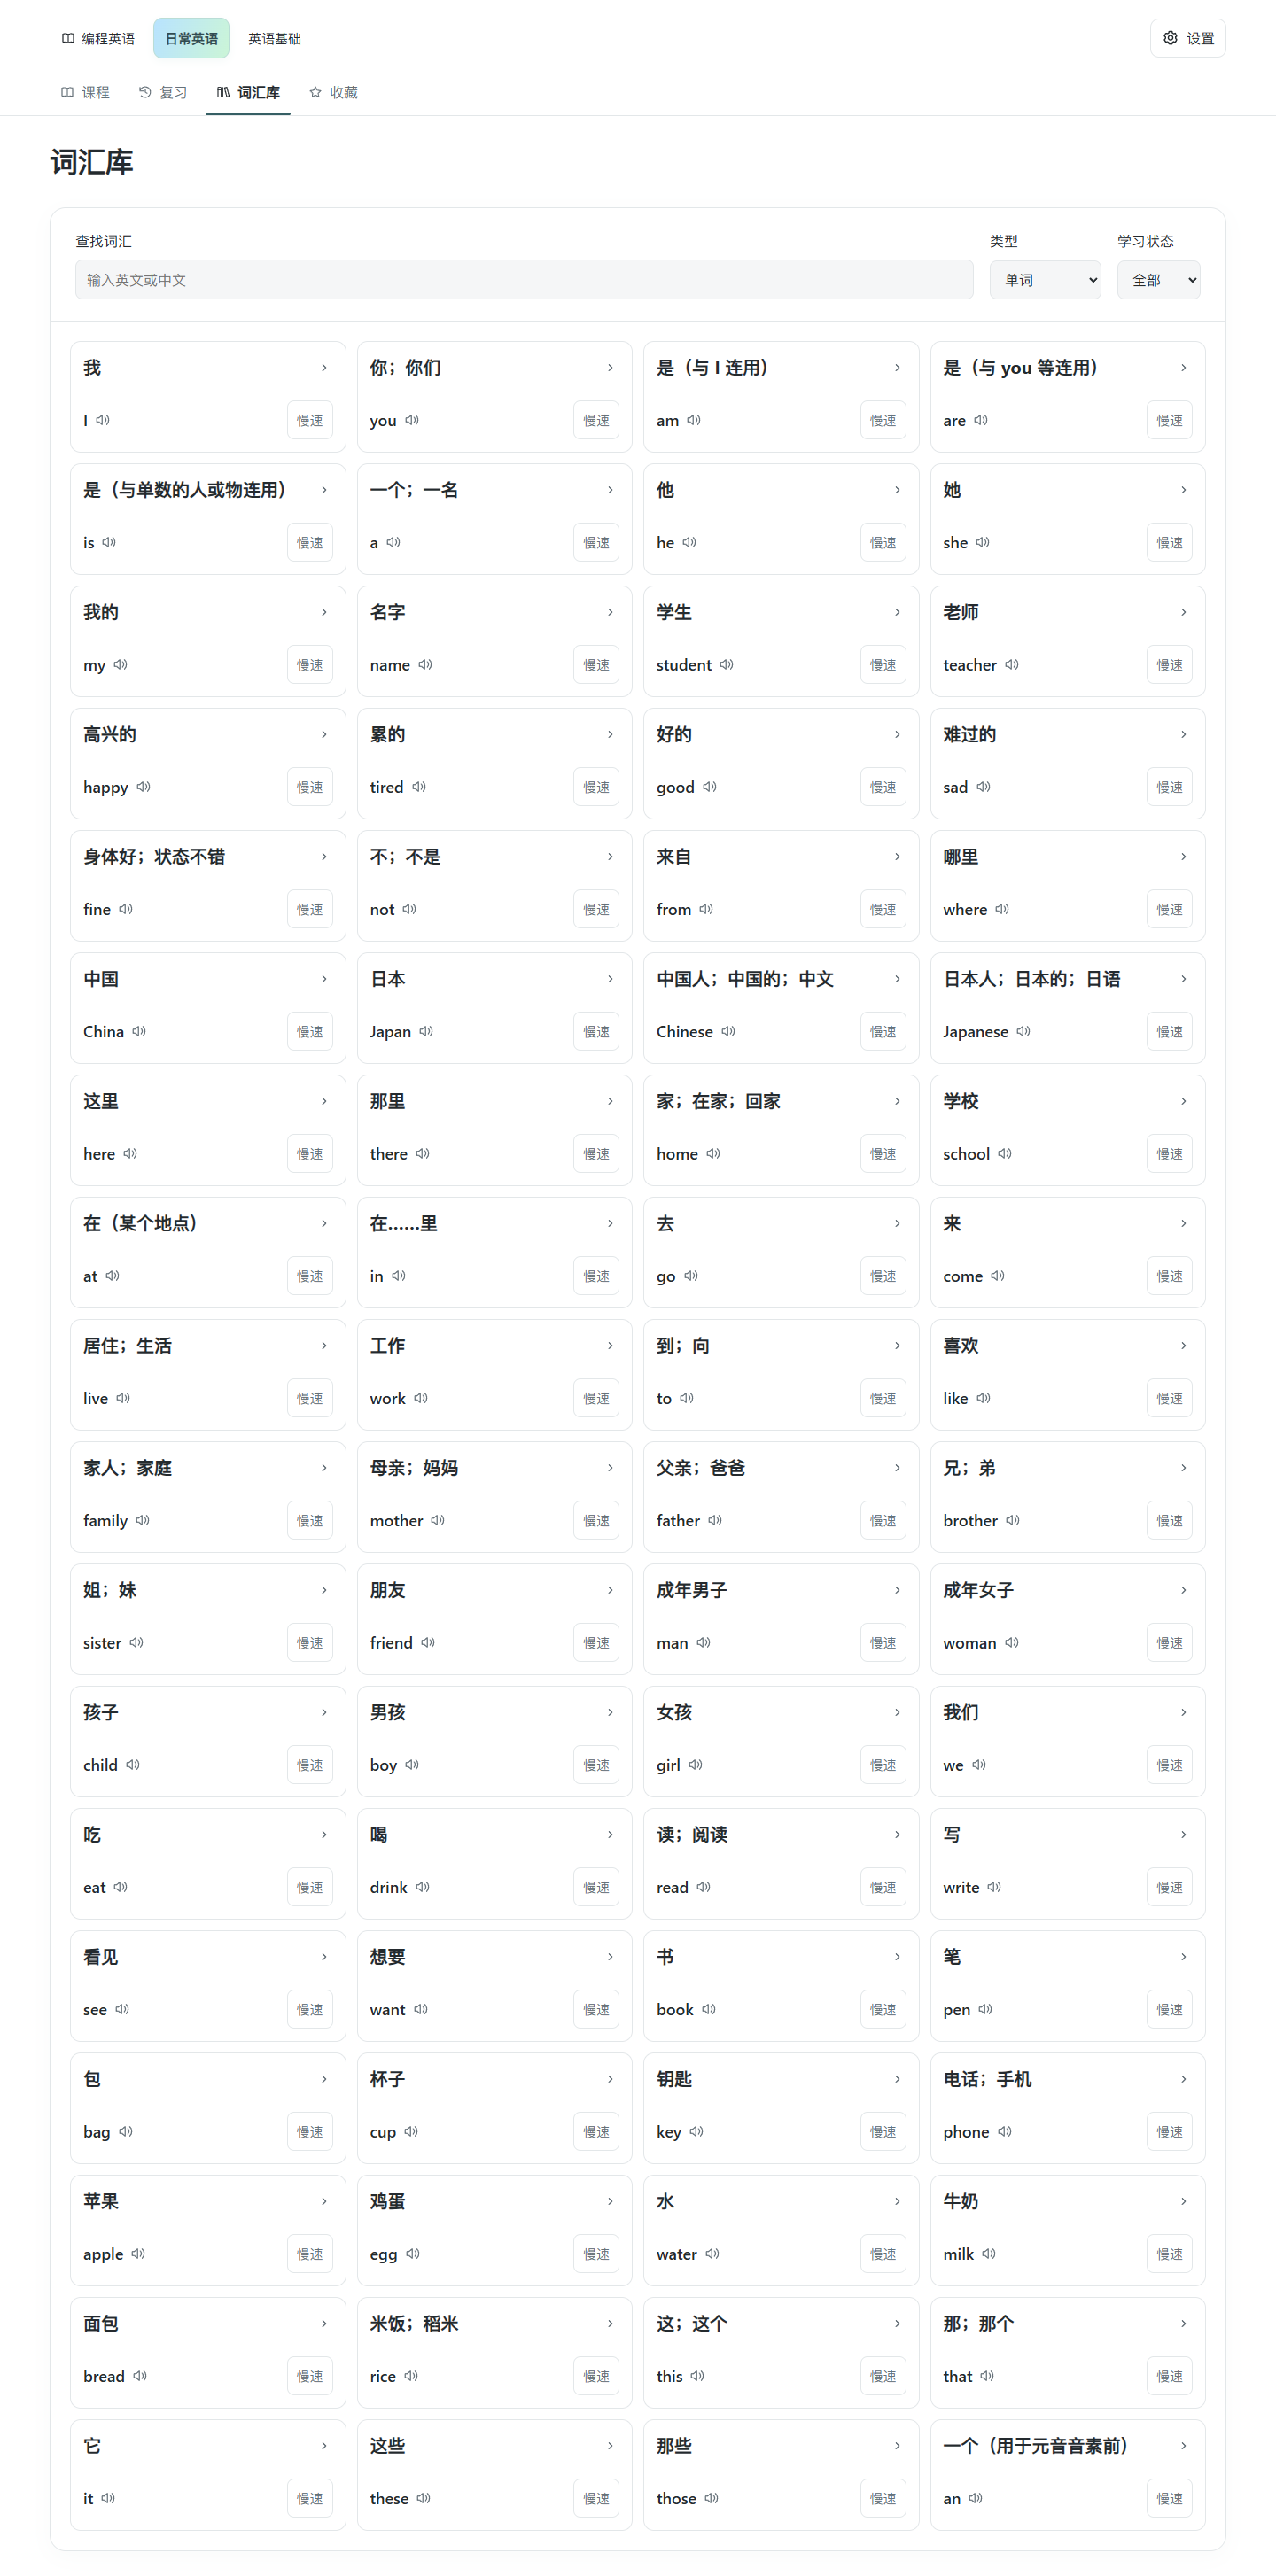 编程英语 日常英语 英语基础 设置
课程 复习 词汇库 收藏
词汇库
查找词汇 类型 学习状态
输入英文或中文 单词 全部
我 你；你们 是（与 I 连用） 是（与 you 等连用）
I 慢速 you 慢速 am 慢速 are 慢速
是（与单数的人或物连用） 一个；一名 他 她
is 慢速 a 慢速 he 慢速 she 慢速
我的 名字 学生 老师
my 慢速 name 慢速 student 慢速 teacher 慢速
高兴的 累的 好的 难过的
happy 慢速 tired 慢速 good 慢速 sad 慢速
身体好；状态不错 不；不是 来自 哪里
fine 慢速 not 慢速 from 慢速 where 慢速
中国 日本 中国人；中国的；中文 日本人；日本的；日语
China 慢速 Japan 慢速 Chinese 慢速 Japanese 慢速
这里 那里 家；在家；回家 学校
here 慢速 there 慢速 home 慢速 school 慢速
在（某个地点） 在……里 去 来
at 慢速 in 慢速 go 慢速 come 慢速
居住；生活 工作 到；向 喜欢
live 慢速 work 慢速 to 慢速 like 慢速
家人；家庭 母亲；妈妈 父亲；爸爸 兄；弟
family 慢速 mother 慢速 father 慢速 brother 慢速
姐；妹 朋友 成年男子 成年女子
sister 慢速 friend 慢速 man 慢速 woman 慢速
孩子 男孩 女孩 我们
child 慢速 boy 慢速 girl 慢速 we 慢速
吃 喝 读；阅读 写
eat 慢速 drink 慢速 read 慢速 write 慢速
看见 想要 书 笔
see 慢速 want 慢速 book 慢速 pen 慢速
包 杯子 钥匙 电话；手机
bag 慢速 cup 慢速 key 慢速 phone 慢速
苹果 鸡蛋 水 牛奶
apple 慢速 egg 慢速 water 慢速 milk 慢速
面包 米饭；稻米 这；这个 那；那个
bread 慢速 rice 慢速 this 慢速 that 慢速
它 这些 那些 一个（用于元音音素前）
it 慢速 these 慢速 those 慢速 an 慢速